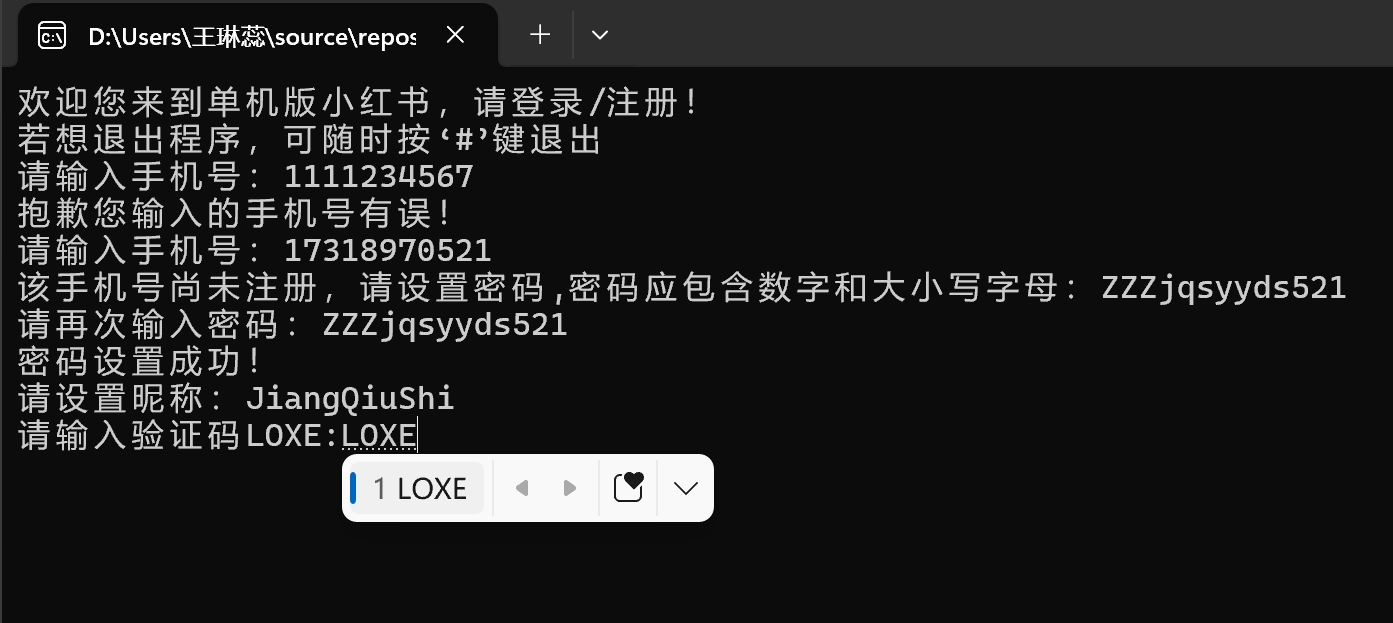 D:\Users\王琳蕊\source\repos
欢迎您来到单机版小红书，请登录/注册！
若想退出程序，可随时按‘#’键退出
请输入手机号：1111234567
抱歉您输入的手机号有误！
请输入手机号：17318970521
该手机号尚未注册，请设置密码,密码应包含数字和大小写字母：ZZZjqsyyds521
请再次输入密码：ZZZjqsyyds521
密码设置成功！
请设置昵称：JiangQiuShi
请输入验证码LOXE:LOXE
1 LOXE